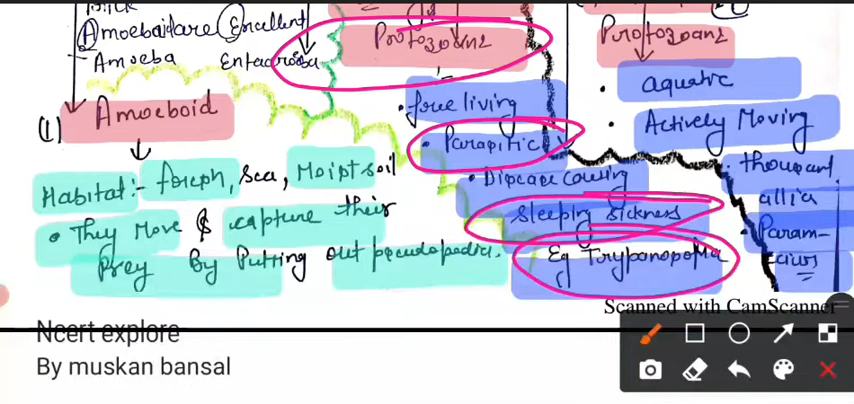 Amoebaidare Excellent
- Amoeba Entaemoeba
(1) Amoeboid
Habitat:- fresh, sea, Moist soil
• They Move & capture their
Prey By Putting out pseudopodia.
Protozoans
• free living
• Parasitic
• Disease causing
Sleeping sickness
Eg Trypanosoma
Protozoans
• aquatic
• Actively Moving
• thousand
cilia
• Param-
Scanned with CamScanner
Ncert explore
By muskan bansal